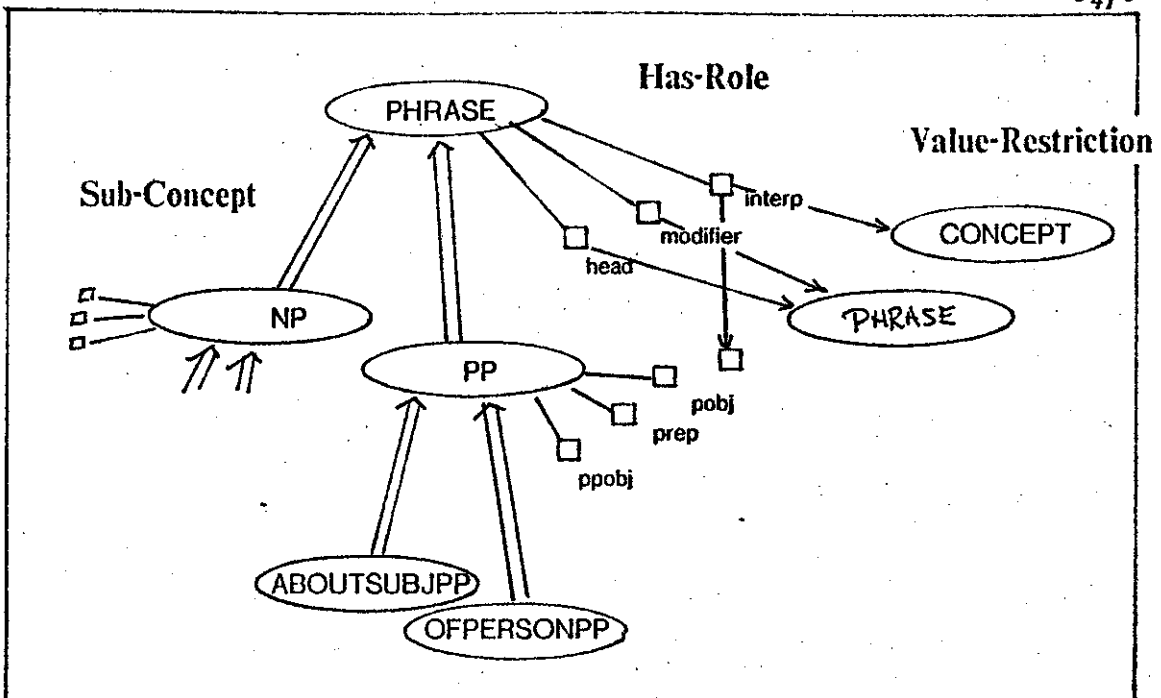 Has-Role
PHRASE
Value-Restriction
Sub-Concept
interp
modifier
CONCEPT
head
NP
PHRASE
PP
pobj
prep
ppobj
ABOUTSUBJPP
OFPERSONPP